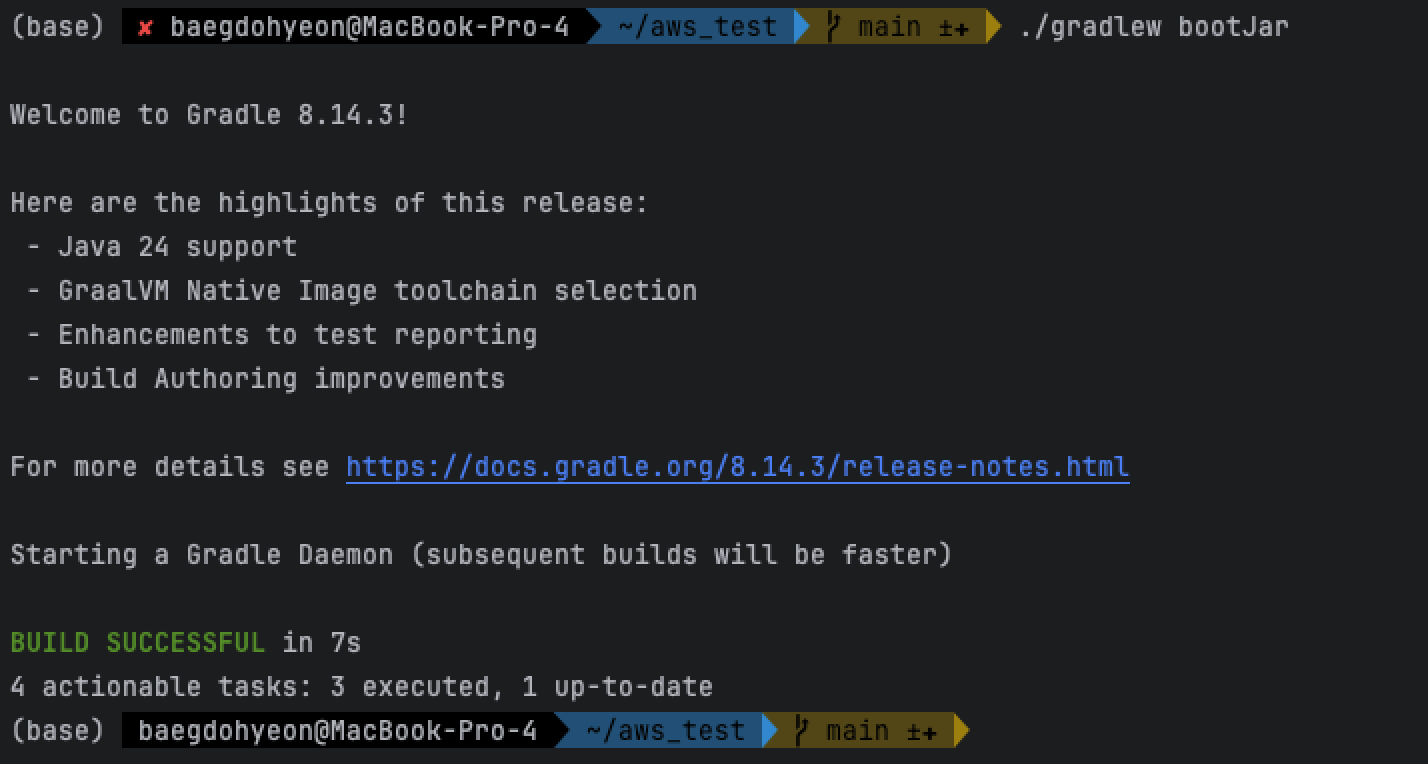 (base) ✘ baegdohyeon@MacBook-Pro-4 ~/aws_test main ±+ ./gradlew bootJar
Welcome to Gradle 8.14.3!
Here are the highlights of this release:
- Java 24 support
- GraalVM Native Image toolchain selection
- Enhancements to test reporting
- Build Authoring improvements
For more details see https://docs.gradle.org/8.14.3/release-notes.html
Starting a Gradle Daemon (subsequent builds will be faster)
BUILD SUCCESSFUL in 7s
4 actionable tasks: 3 executed, 1 up-to-date
(base) baegdohyeon@MacBook-Pro-4 ~/aws_test main ±+